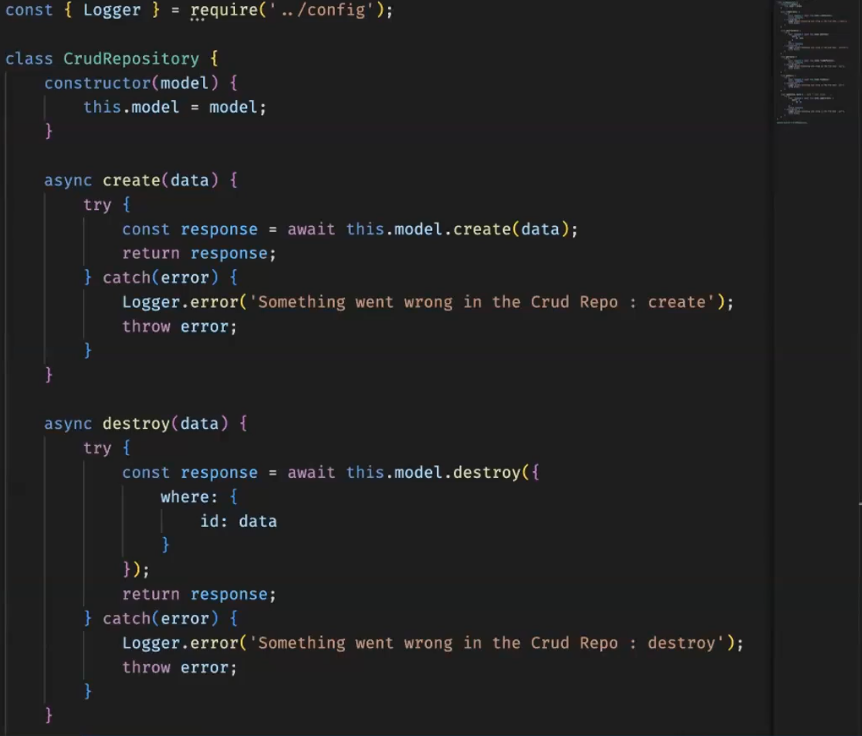 const { Logger } = require('../config');
class CrudRepository {
constructor(model) {
this.model = model;
}
async create(data) {
try {
const response = await this.model.create(data);
return response;
} catch(error) {
Logger.error('Something went wrong in the Crud Repo : create');
throw error;
}
}
async destroy(data) {
try {
const response = await this.model.destroy({
where: {
id: data
}
});
return response;
} catch(error) {
Logger.error('Something went wrong in the Crud Repo : destroy');
throw error;
}
}